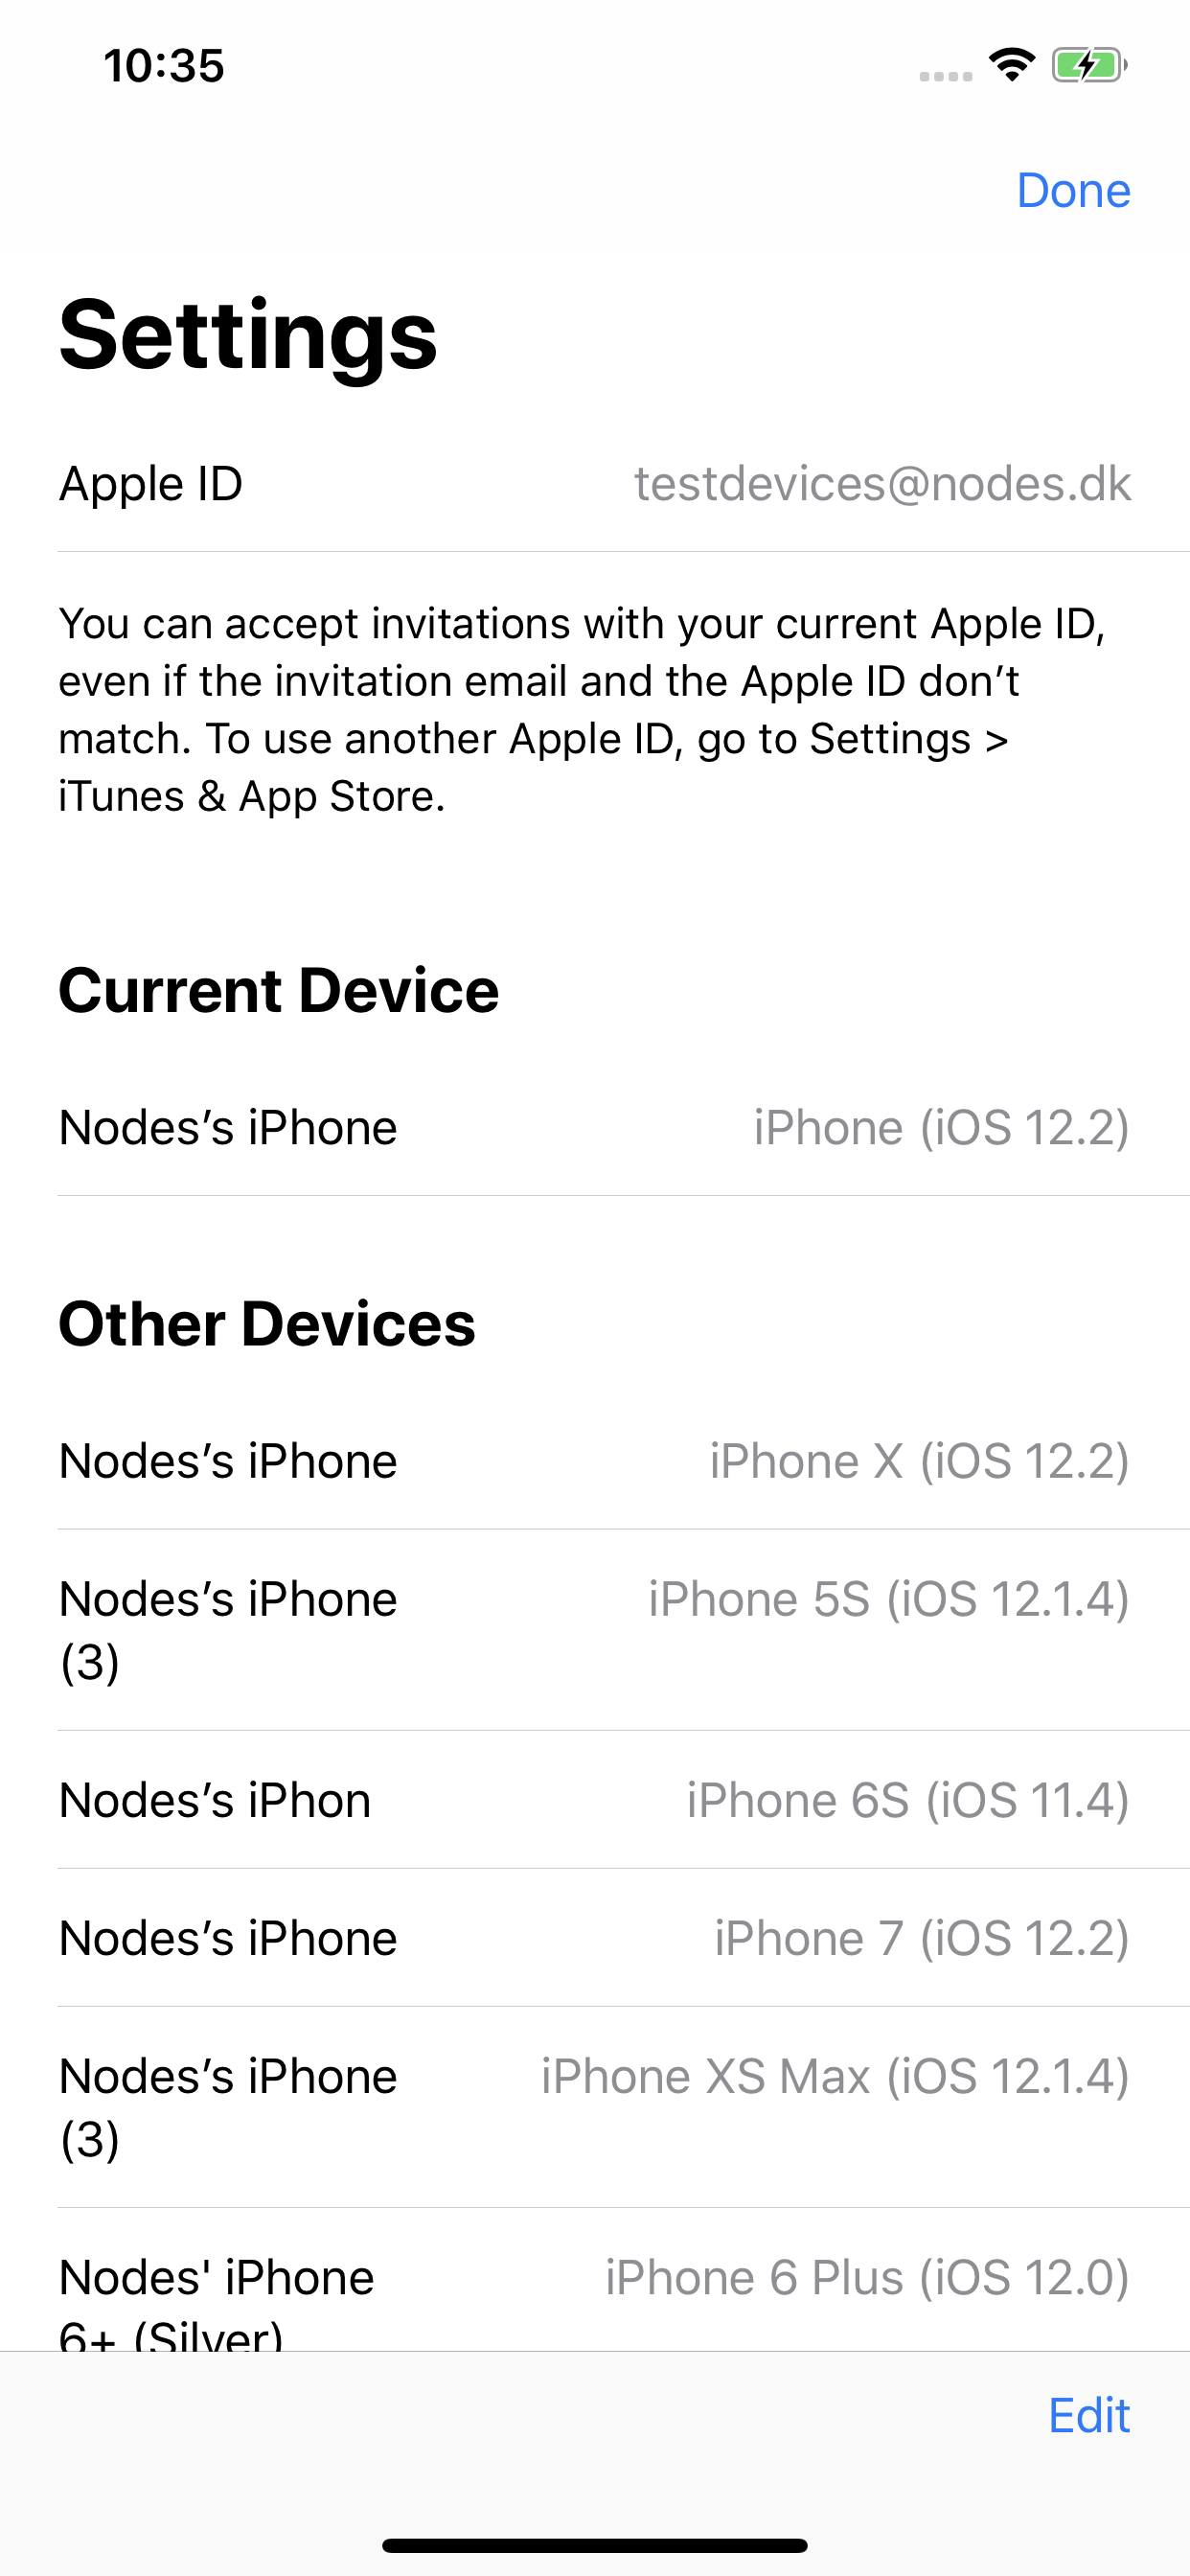 10:35
Done
Settings
Apple ID testdevices@nodes.dk
You can accept invitations with your current Apple ID,
even if the invitation email and the Apple ID don’t
match. To use another Apple ID, go to Settings >
iTunes & App Store.
Current Device
Nodes’s iPhone iPhone (iOS 12.2)
Other Devices
Nodes’s iPhone iPhone X (iOS 12.2)
Nodes’s iPhone iPhone 5S (iOS 12.1.4)
(3)
Nodes’s iPhon iPhone 6S (iOS 11.4)
Nodes’s iPhone iPhone 7 (iOS 12.2)
Nodes’s iPhone iPhone XS Max (iOS 12.1.4)
(3)
Nodes' iPhone iPhone 6 Plus (iOS 12.0)
6+ (Silver)
Edit